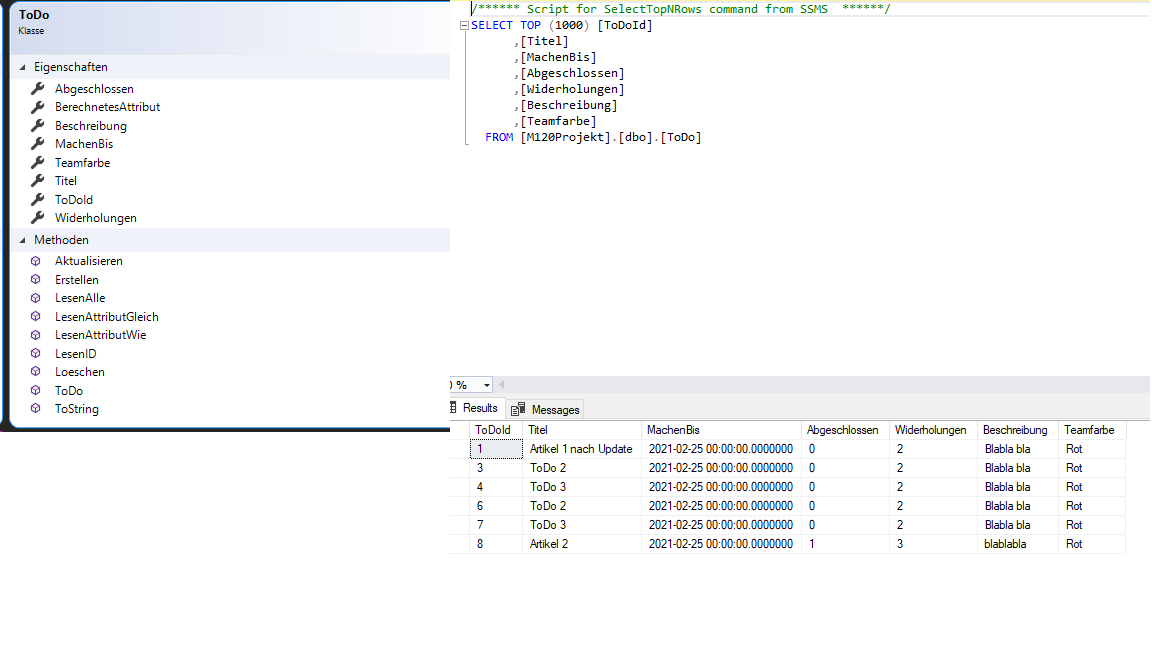 ToDo
Klasse
Eigenschaften
Abgeschlossen
BerechnetesAttribut
Beschreibung
MachenBis
Teamfarbe
Titel
ToDoId
Widerholungen
Methoden
Aktualisieren
Erstellen
LesenAlle
LesenAttributGleich
LesenAttributWie
LesenID
Loeschen
ToDo
ToString
/****** Script for SelectTopNRows command from SSMS ******/
SELECT TOP (1000) [ToDoId]
,[Titel]
,[MachenBis]
,[Abgeschlossen]
,[Widerholungen]
,[Beschreibung]
,[Teamfarbe]
FROM [M120Projekt].[dbo].[ToDo]
%
Results Messages
ToDoId Titel MachenBis Abgeschlossen Widerholungen Beschreibung Teamfarbe
1 Artikel 1 nach Update 2021-02-25 00:00:00.0000000 0 2 Blabla bla Rot
3 ToDo 2 2021-02-25 00:00:00.0000000 0 2 Blabla bla Rot
4 ToDo 3 2021-02-25 00:00:00.0000000 0 2 Blabla bla Rot
6 ToDo 2 2021-02-25 00:00:00.0000000 0 2 Blabla bla Rot
7 ToDo 3 2021-02-25 00:00:00.0000000 0 2 Blabla bla Rot
8 Artikel 2 2021-02-25 00:00:00.0000000 1 3 blablabla Rot